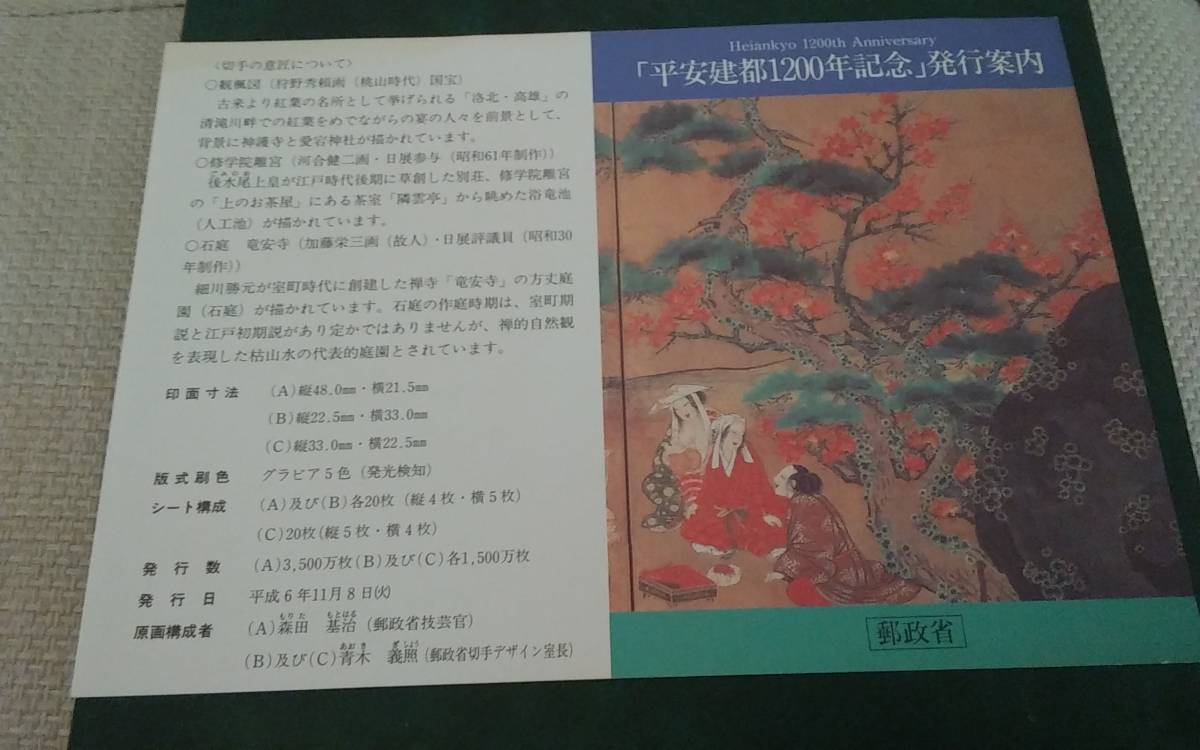 〈切手の意匠について〉
○観楓図（狩野秀頼画（桃山時代）国宝）
古来より紅葉の名所として挙げられる「洛北・高雄」の
清滝川畔での紅葉をめでながらの宴の人々を前景として、
背景に神護寺と愛宕神社が描かれています。
○修学院離宮（河合健二画・日展参与（昭和61年制作））
ごみのお
後水尾上皇が江戸時代後期に草創した別荘、修学院離宮
の「上のお茶屋」にある茶室「隣雲亭」から眺めた浴竜池
（人工池）が描かれています。
○石庭　竜安寺（加藤栄三画（故人）・日展評議員（昭和30
年制作））
細川勝元が室町時代に創建した禅寺「竜安寺」の方丈庭
園（石庭）が描かれています。石庭の作庭時期は、室町期
説と江戸初期説があり定かではありませんが、禅的自然観
を表現した枯山水の代表的庭園とされています。
印面寸法　(A)縦48.0㎜・横21.5㎜
(B)縦22.5㎜・横33.0㎜
(C)縦33.0㎜・横22.5㎜
版式刷色　グラビア5色（発光検知）
シート構成　(A)及び(B)各20枚（縦4枚・横5枚）
(C)20枚(縦5枚・横4枚)
発行数　(A)3,500万枚(B)及び(C)各1,500万枚
発行日　平成6年11月8日㈫
もりた　もとはる
原画構成者　(A)森田　基治（郵政省技芸官）
あおき　ぎしょう
(B)及び(C)青木　義照（郵政省切手デザイン室長）
Heiankyo 1200th Anniversary
「平安建都1200年記念」発行案内
郵政省